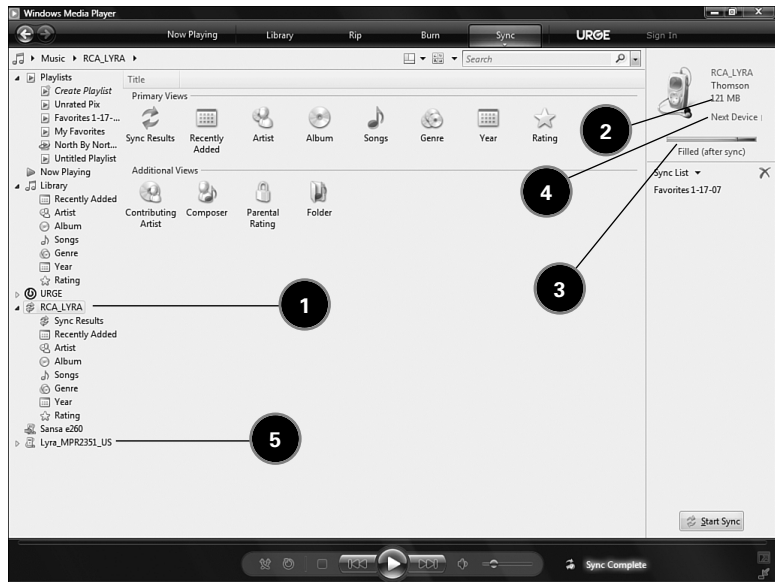 Windows Media Player
Now Playing
Library
Rip
Burn
Sync
URGE
Sign In
Music ▸ RCA_LYRA ▸
Search
Playlists
Create Playlist
Unrated Pix
Favorites 1-17-...
My Favorites
North By Nort...
Untitled Playlist
Now Playing
Library
Recently Added
Artist
Album
Songs
Genre
Year
Rating
URGE
RCA_LYRA
Sync Results
Recently Added
Artist
Album
Songs
Genre
Year
Rating
Sansa e260
Lyra_MPR2351_US
Title
Primary Views
Sync Results
Recently
Added
Artist
Album
Songs
Genre
Year
Rating
Additional Views
Contributing
Artist
Composer
Parental
Rating
Folder
RCA_LYRA
Thomson
121 MB
Next Device
Filled (after sync)
Sync List
Favorites 1-17-07
1
2
4
3
5
Start Sync
Sync Complete